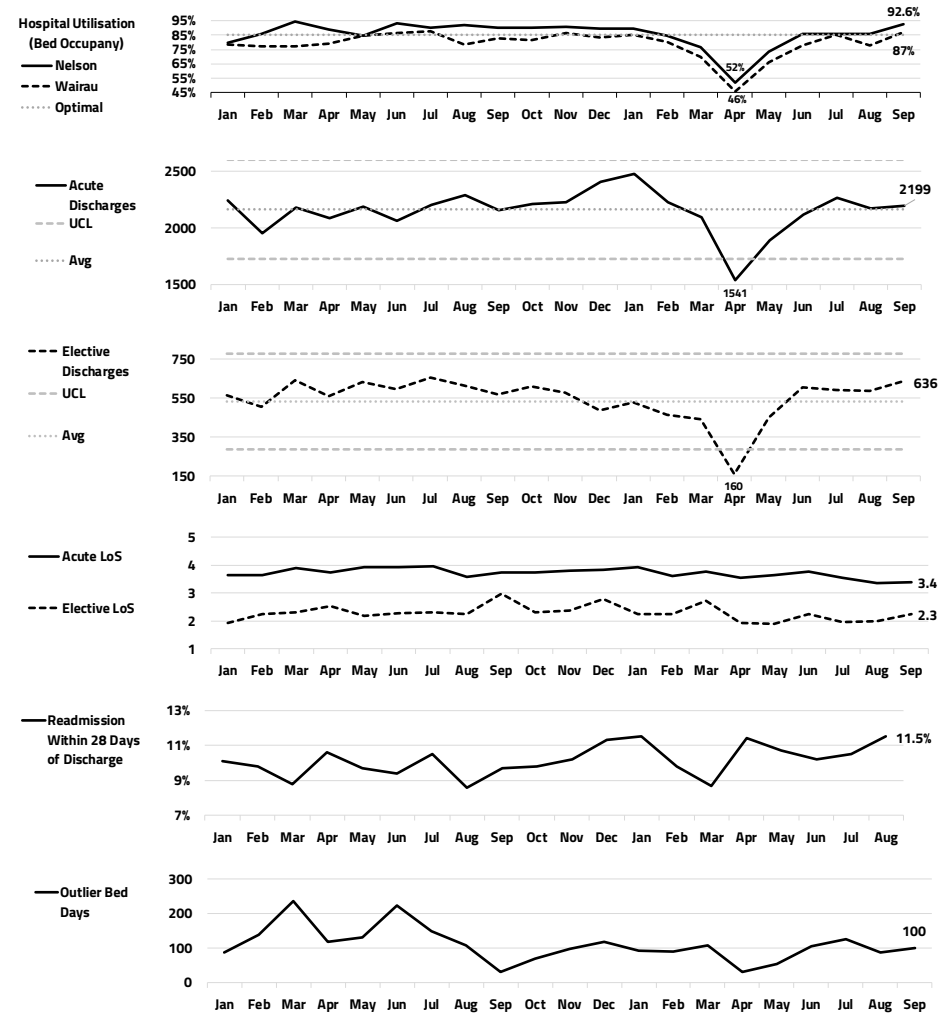 Hospital Utilisation
(Bed Occupany)
Nelson
Wairau
Optimal
95%
85%
75%
65%
55%
45%
92.6%
87%
52%
46%
Jan Feb Mar Apr May Jun Jul Aug Sep Oct Nov Dec Jan Feb Mar Apr May Jun Jul Aug Sep
Acute
Discharges
UCL
Avg
2500
2000
1500
2199
1541
Jan Feb Mar Apr May Jun Jul Aug Sep Oct Nov Dec Jan Feb Mar Apr May Jun Jul Aug Sep
Elective
Discharges
UCL
Avg
750
550
350
150
636
160
Jan Feb Mar Apr May Jun Jul Aug Sep Oct Nov Dec Jan Feb Mar Apr May Jun Jul Aug Sep
Acute LoS
Elective LoS
5
4
3
2
1
3.4
2.3
Jan Feb Mar Apr May Jun Jul Aug Sep Oct Nov Dec Jan Feb Mar Apr May Jun Jul Aug Sep
Readmission
Within 28 Days
of Discharge
13%
11%
9%
7%
11.5%
Jan Feb Mar Apr May Jun Jul Aug Sep Oct Nov Dec Jan Feb Mar Apr May Jun Jul Aug
Outlier Bed
Days
300
200
100
0
100
Jan Feb Mar Apr May Jun Jul Aug Sep Oct Nov Dec Jan Feb Mar Apr May Jun Jul Aug Sep